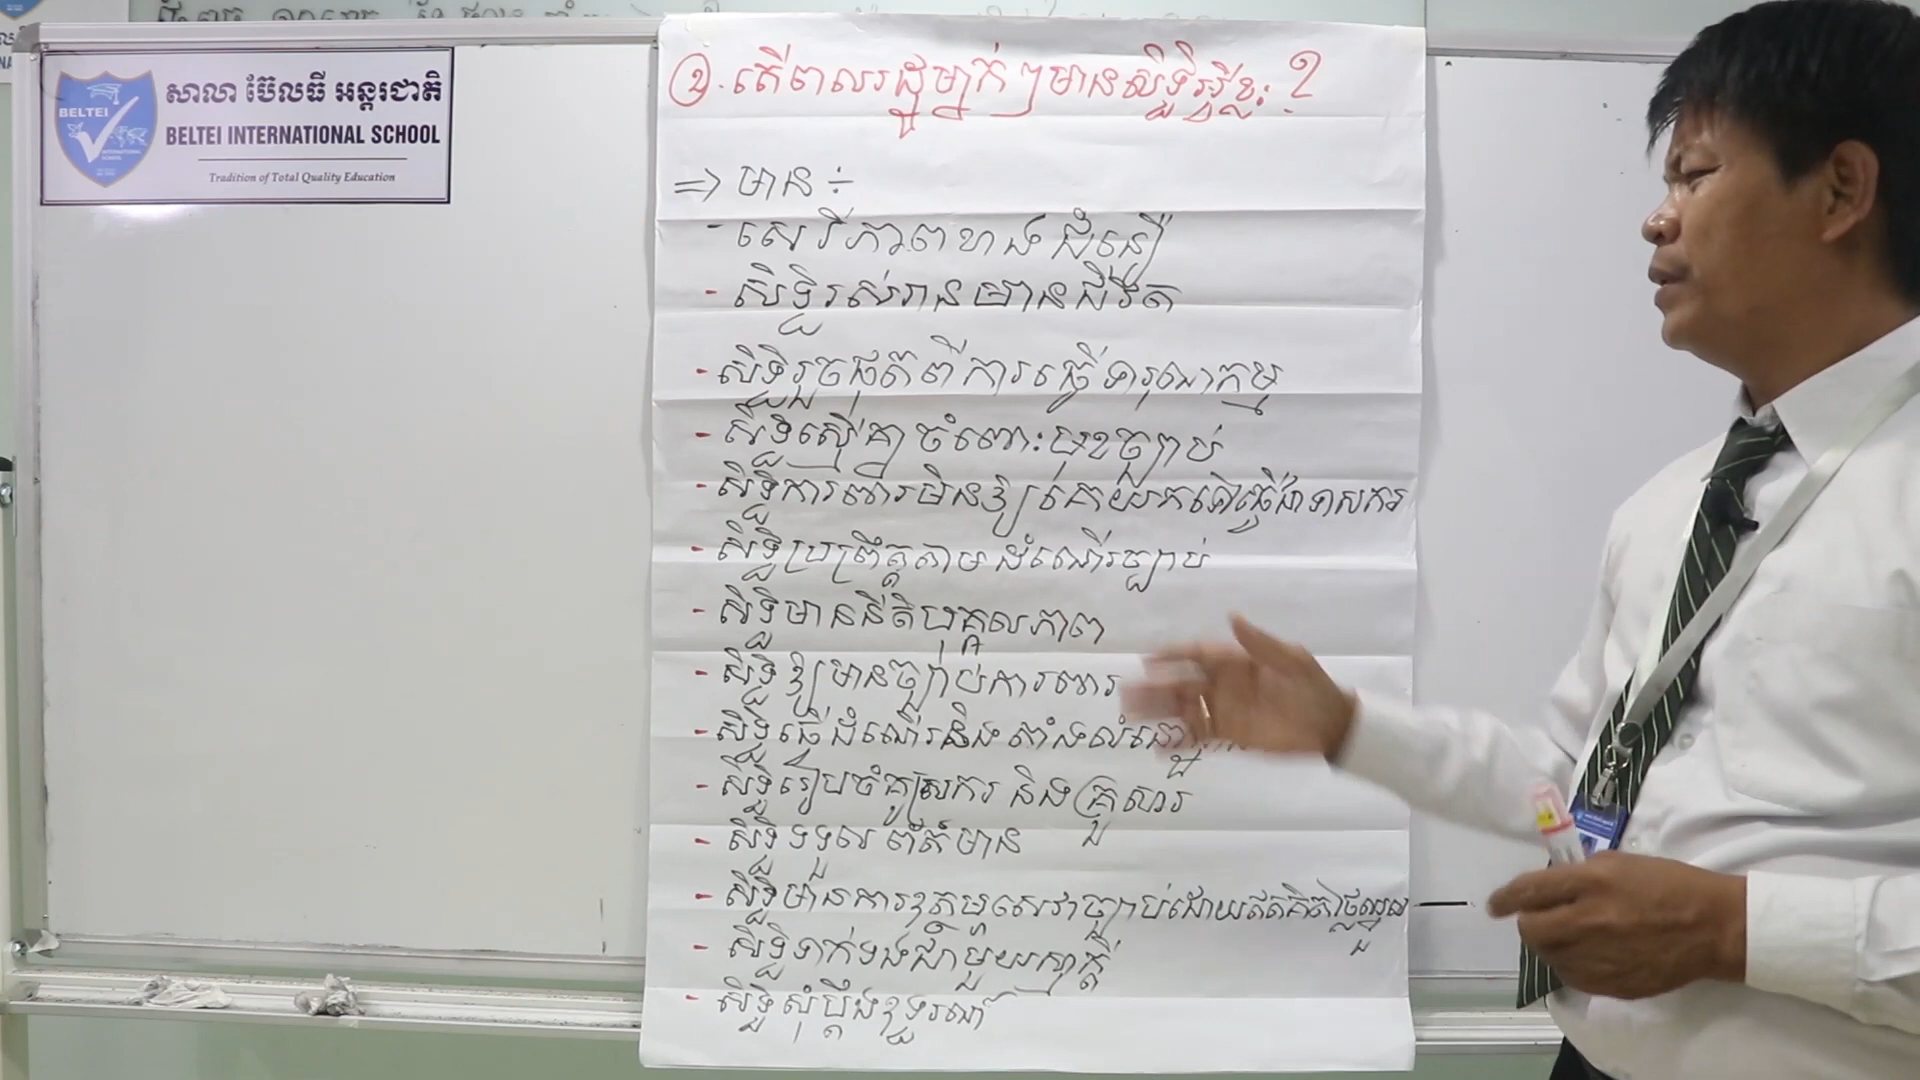 សាលា ប៊ែលធី អន្តរជាតិ
BELTEI INTERNATIONAL SCHOOL
Tradition of Total Quality Education
BELTEI
INTERNATIONAL
SCHOOL
១. តើពលរដ្ឋម្នាក់ៗមានសិទ្ធិអ្វីខ្លះ ?
=> មាន ÷
- សេរីភាពខាងជំនឿ
- សិទ្ធិរស់រានមានជីវិត
- សិទ្ធិរួចផុតពីការធ្វើទារុណកម្ម
- សិទ្ធិស្មើគ្នាចំពោះមុខច្បាប់
- សិទ្ធិការពារមិនឱ្យគេយកទៅធ្វើជាទាសករ
- សិទ្ធិប្រព្រឹត្តតាមដំណើរច្បាប់
- សិទ្ធិមាននីតិបុគ្គលភាព
- សិទ្ធិឱ្យមានច្បាប់ការពារ
- សិទ្ធិធ្វើដំណើរនិងតាំងលំនៅ
- សិទ្ធិរៀបចំគូស្រករ និងគ្រួសារ
- សិទ្ធិទទួលព័ត៌មាន
- សិទ្ធិមានការឧត្ថម្ភសេវាច្បាប់ដោយឥតគិតថ្លៃឈ្នួល
- សិទ្ធិទាក់ទងជាមួយសាក្សី
- សិទ្ធិសុំប្តឹងឧទ្ធរណ៍